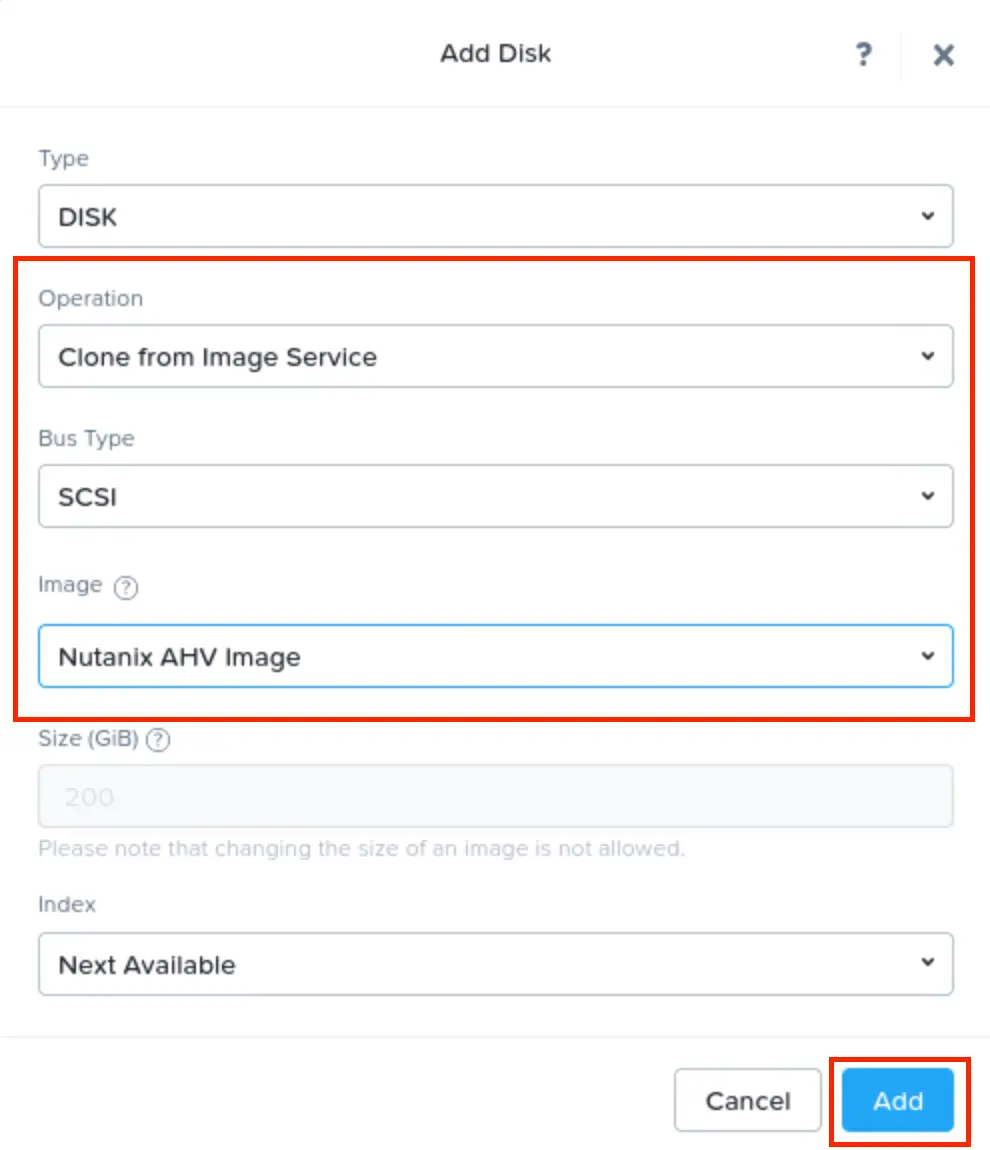 Add Disk
?
Type
DISK
Operation
Clone from Image Service
Bus Type
SCSI
Image ?
Nutanix AHV Image
Size (GiB) ?
200
Please note that changing the size of an image is not allowed.
Index
Next Available
Cancel
Add